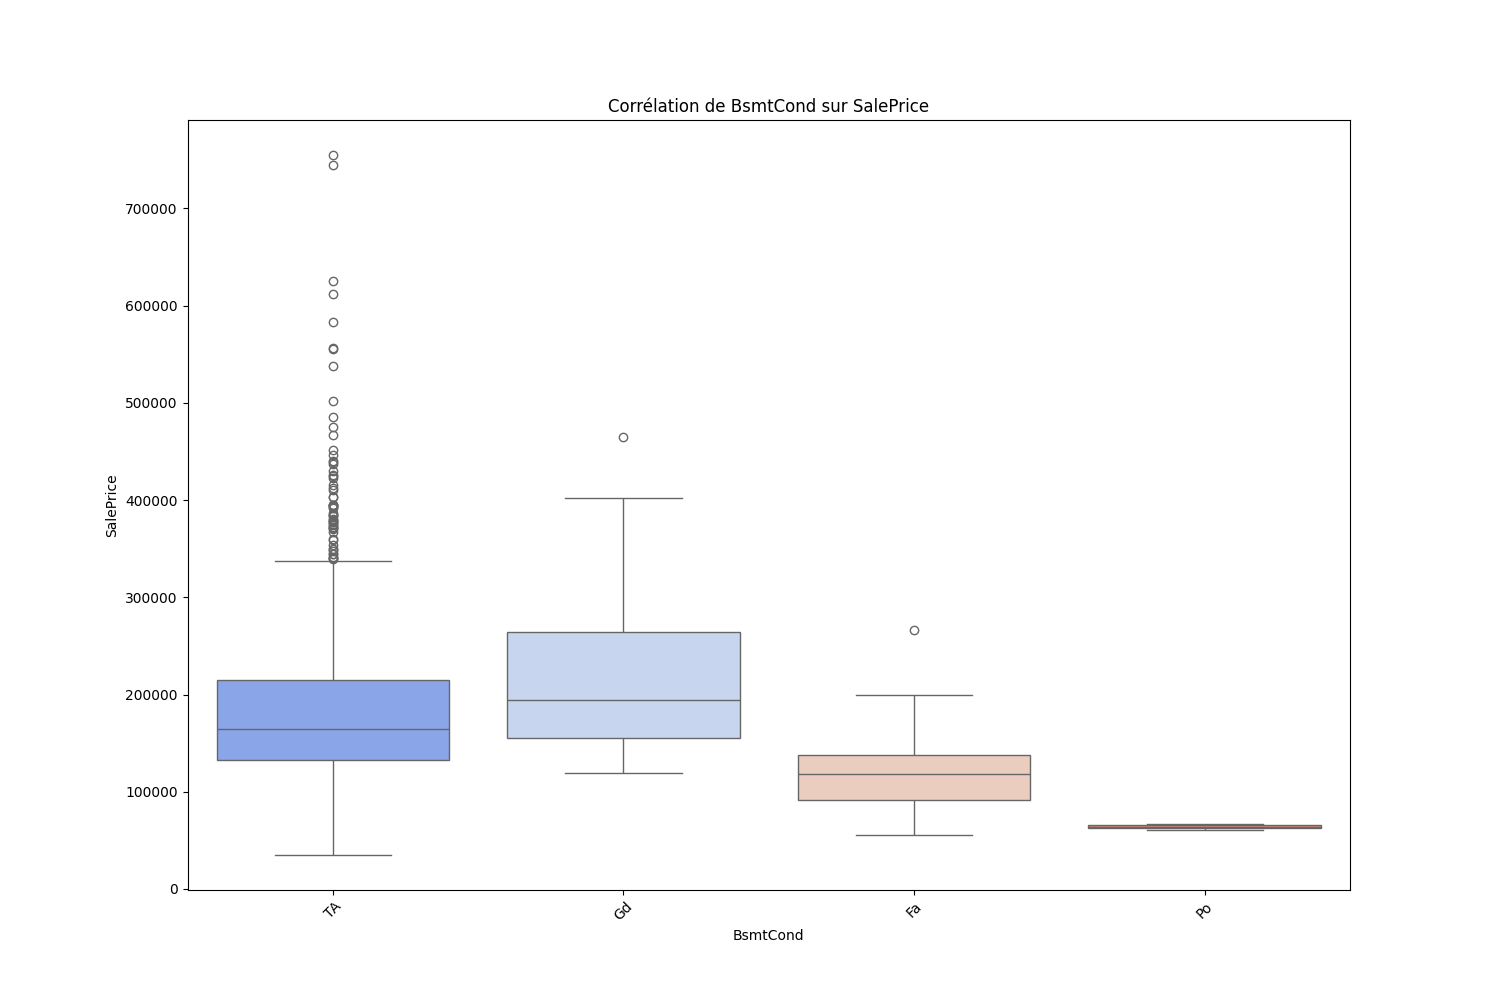 Corrélation de BsmtCond sur SalePrice
SalePrice
700000
600000
500000
400000
300000
200000
100000
0
TA
Gd
Fa
Po
BsmtCond